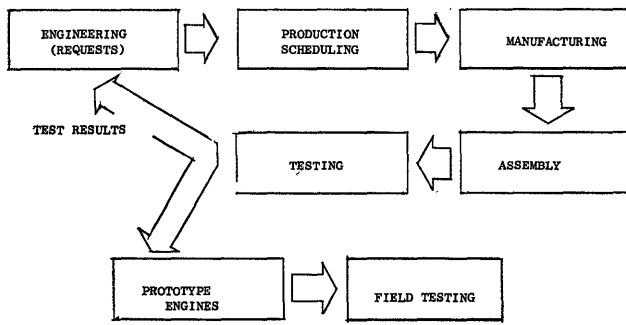 ENGINEERING
(REQUESTS)
PRODUCTION
SCHEDULING
MANUFACTURING
TEST RESULTS
TESTING
ASSEMBLY
PROTOTYPE
ENGINES
FIELD TESTING